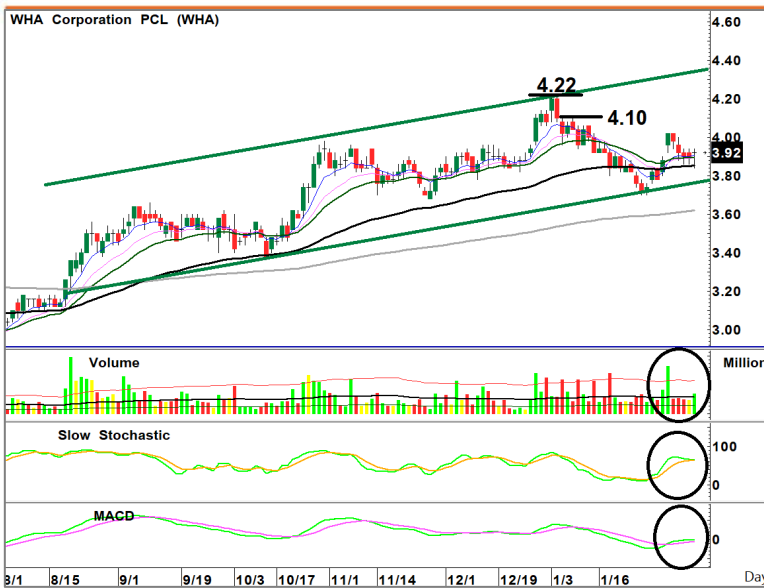 WHA Corporation PCL (WHA)
4.60
4.40
4.22
4.20
4.10
4.00
3.92
3.80
3.60
3.40
3.20
3.00
Volume
Million
Slow Stochastic
100
0
MACD
0
8/1 8/15 9/1 9/19 10/3 10/17 11/1 11/14 12/1 12/19 1/3 1/16 Day